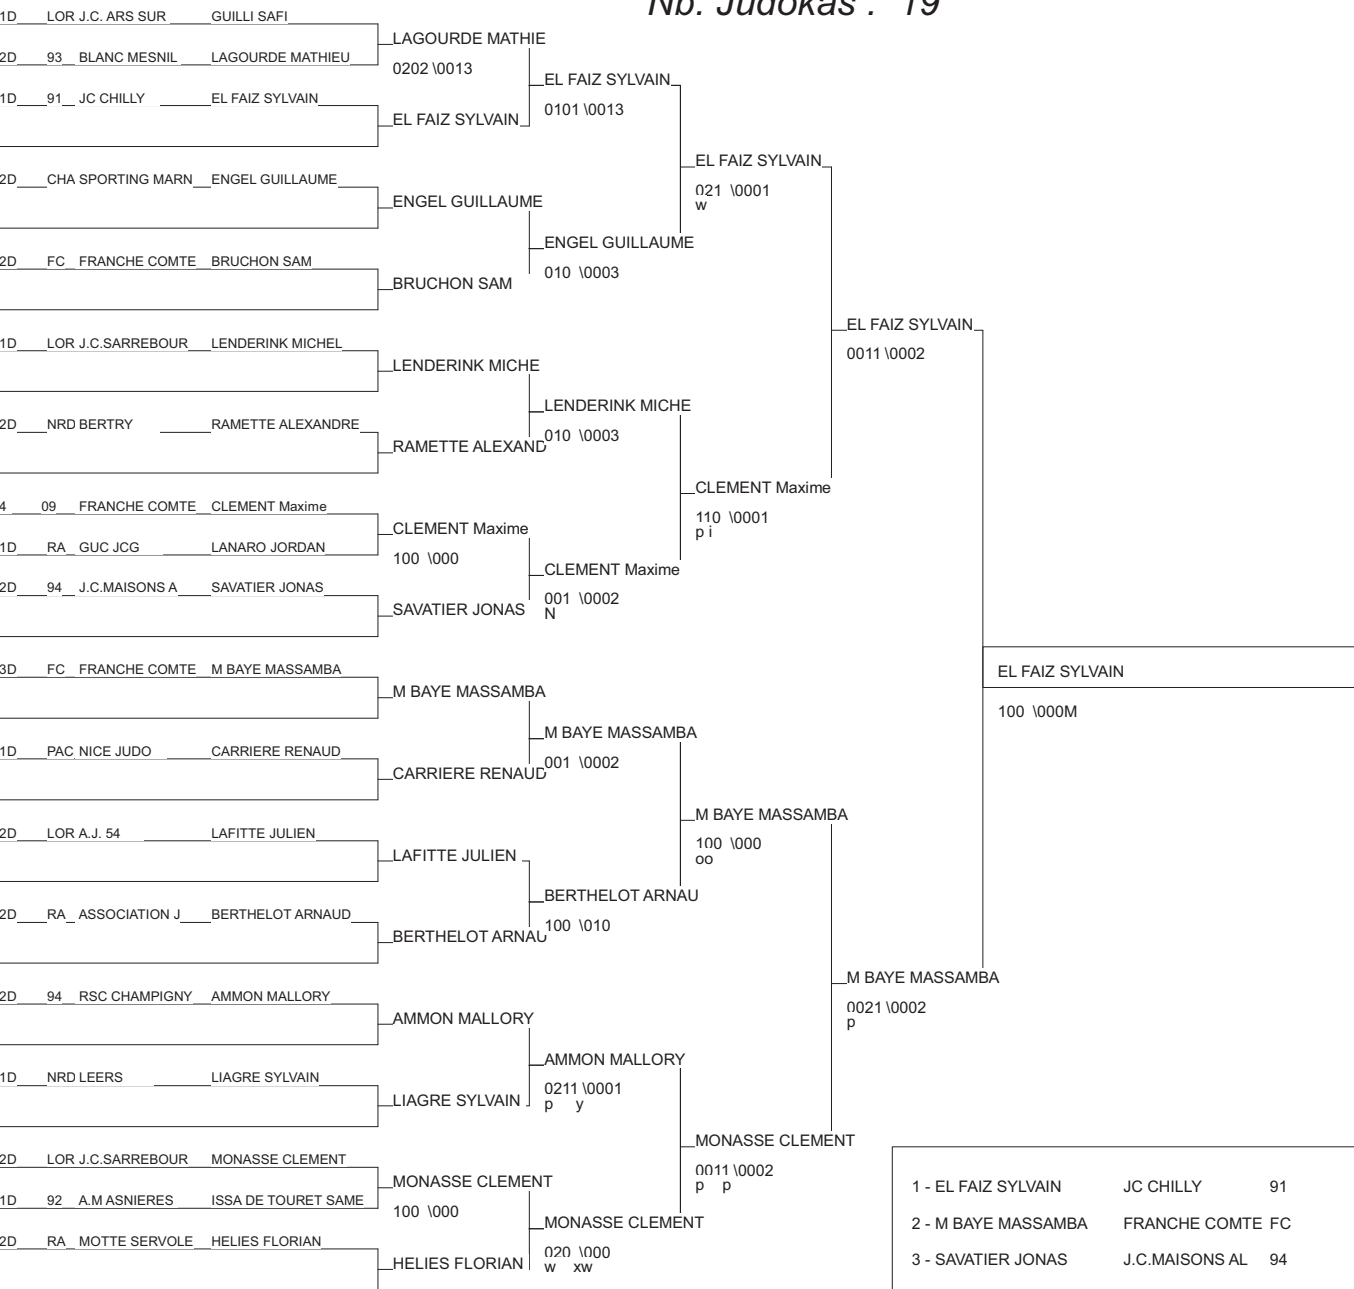 Nb. Judokas : 19
1D LOR J.C. ARS SUR GUILLI SAFI
LAGOURDE MATHIE
2D 93 BLANC MESNIL LAGOURDE MATHIEU
0202 \0013
EL FAIZ SYLVAIN
1D 91 JC CHILLY EL FAIZ SYLVAIN
0101 \0013
EL FAIZ SYLVAIN
EL FAIZ SYLVAIN
2D CHA SPORTING MARN ENGEL GUILLAUME
021 \0001
w
ENGEL GUILLAUME
ENGEL GUILLAUME
2D FC FRANCHE COMTE BRUCHON SAM
010 \0003
BRUCHON SAM
EL FAIZ SYLVAIN
1D LOR J.C.SARREBOUR LENDERINK MICHEL
0011 \0002
LENDERINK MICHE
LENDERINK MICHE
2D NRD BERTRY RAMETTE ALEXANDRE
010 \0003
RAMETTE ALEXAND
CLEMENT Maxime
4 09 FRANCHE COMTE CLEMENT Maxime
110 \0001
p i
CLEMENT Maxime
1D RA GUC JCG LANARO JORDAN
100 \000
CLEMENT Maxime
2D 94 J.C.MAISONS A SAVATIER JONAS
001 \0002
N
SAVATIER JONAS
3D FC FRANCHE COMTE M BAYE MASSAMBA
EL FAIZ SYLVAIN
M BAYE MASSAMBA
100 \000M
M BAYE MASSAMBA
1D PAC NICE JUDO CARRIERE RENAUD
001 \0002
CARRIERE RENAUD
M BAYE MASSAMBA
2D LOR A.J. 54 LAFITTE JULIEN
100 \000
oo
LAFITTE JULIEN
BERTHELOT ARNAU
2D RA ASSOCIATION J BERTHELOT ARNAUD
100 \010
BERTHELOT ARNAU
M BAYE MASSAMBA
2D 94 RSC CHAMPIGNY AMMON MALLORY
0021 \0002
p
AMMON MALLORY
AMMON MALLORY
1D NRD LEERS LIAGRE SYLVAIN
0211 \0001
p y
LIAGRE SYLVAIN
MONASSE CLEMENT
2D LOR J.C.SARREBOUR MONASSE CLEMENT
0011 \0002
p p
MONASSE CLEMENT
1D 92 A.M ASNIERES ISSA DE TOURET SAME
100 \000
MONASSE CLEMENT
2D RA MOTTE SERVOLE HELIES FLORIAN
020 \000
w xw
HELIES FLORIAN
1 - EL FAIZ SYLVAIN JC CHILLY 91
2 - M BAYE MASSAMBA FRANCHE COMTE FC
3 - SAVATIER JONAS J.C.MAISONS AL 94